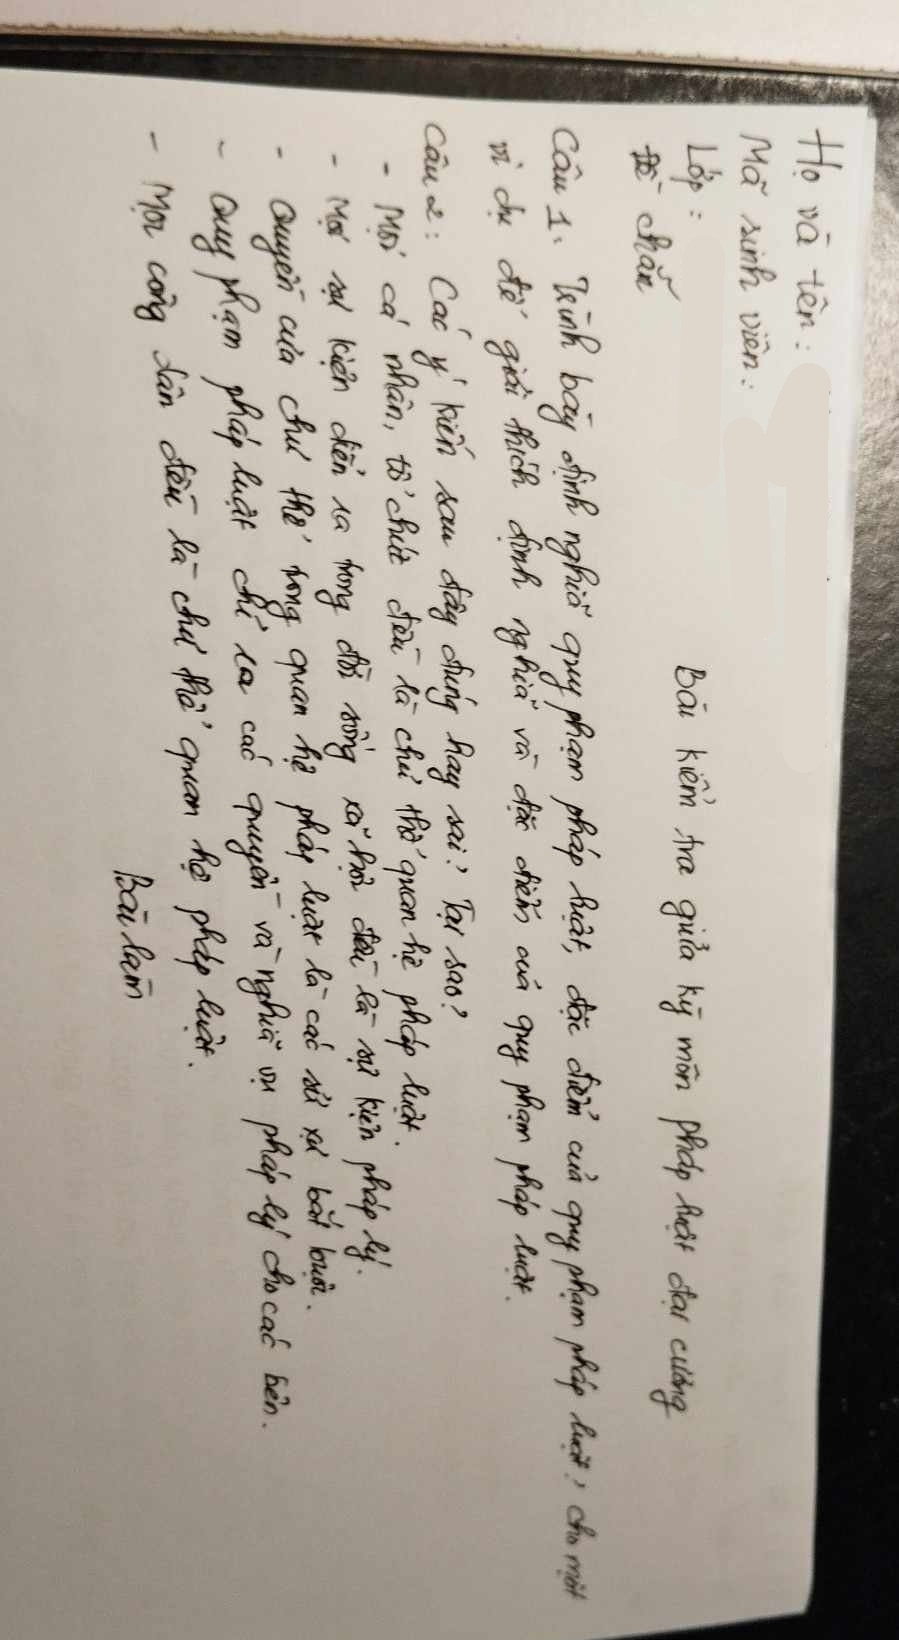 Họ và tên:
Mã sinh viên:
Lớp:
Đề chẵn
Bài kiểm tra giữa kỳ môn pháp luật đại cương
Câu 1: Trình bày định nghĩa quy phạm pháp luật, đặc điểm của quy phạm pháp luật? cho một
ví dụ để giải thích định nghĩa và đặc điểm của quy phạm pháp luật.
Câu 2: Các ý kiến sau đây đúng hay sai? Tại sao?
- Mọi cá nhân, tổ chức đều là chủ thể quan hệ pháp luật.
- Mọi sự kiện diễn ra trong đời sống xã hội đều là sự kiện pháp lý.
- Quyền của chủ thể trong quan hệ pháp luật là các sử xự bắt buộc.
- Quy phạm pháp luật chỉ ra các quyền và nghĩa vụ pháp lý cho các bên.
- Mọi công dân đều là chủ thể quan hệ pháp luật.
Bài làm